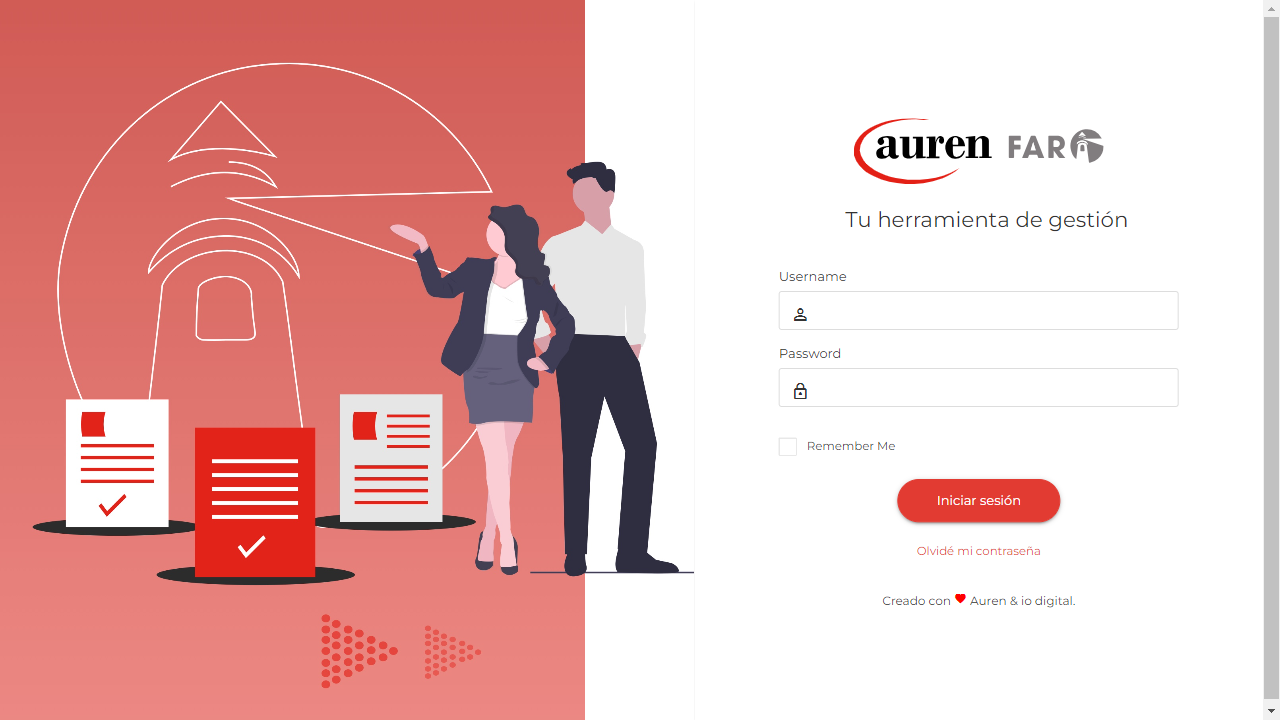 auren FARO
Tu herramienta de gestión
Username
Password
Remember Me
Iniciar sesión
Olvidé mi contraseña
Creado con ❤ Auren & io digital.